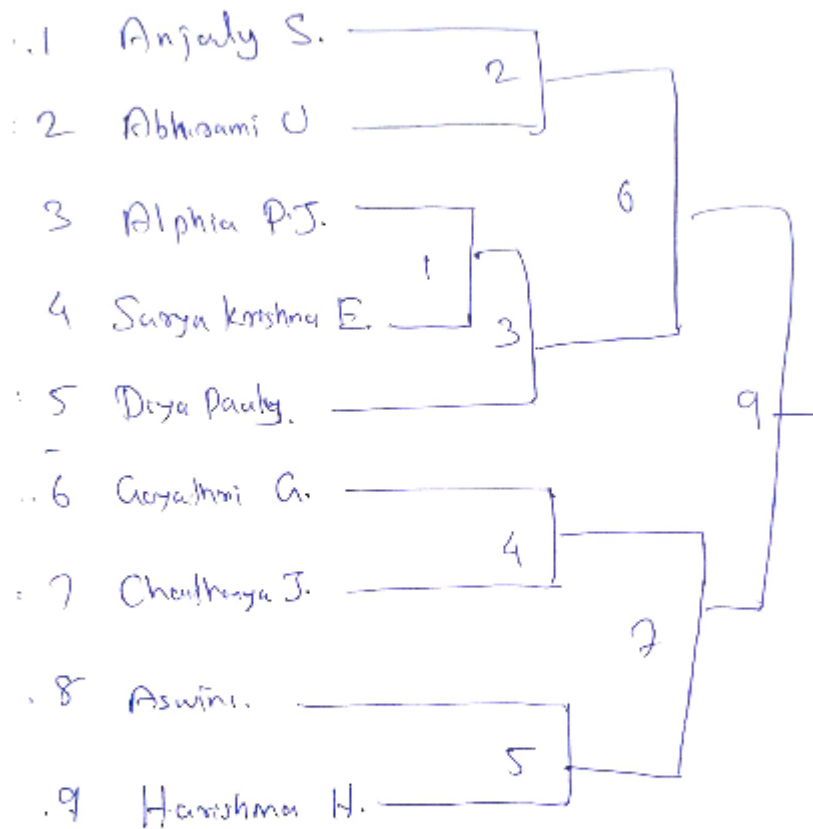 .1 Anjaly S.
2
: 2 Abhirami U
3 Alphia P.J.
6
1
4 Surya Krishna E.
3
: 5 Diya Pauly.
9
..6 Gayathri G.
4
: 7 Chaithanya J.
7
.8 Aswini.
5
.9 Harishma H.